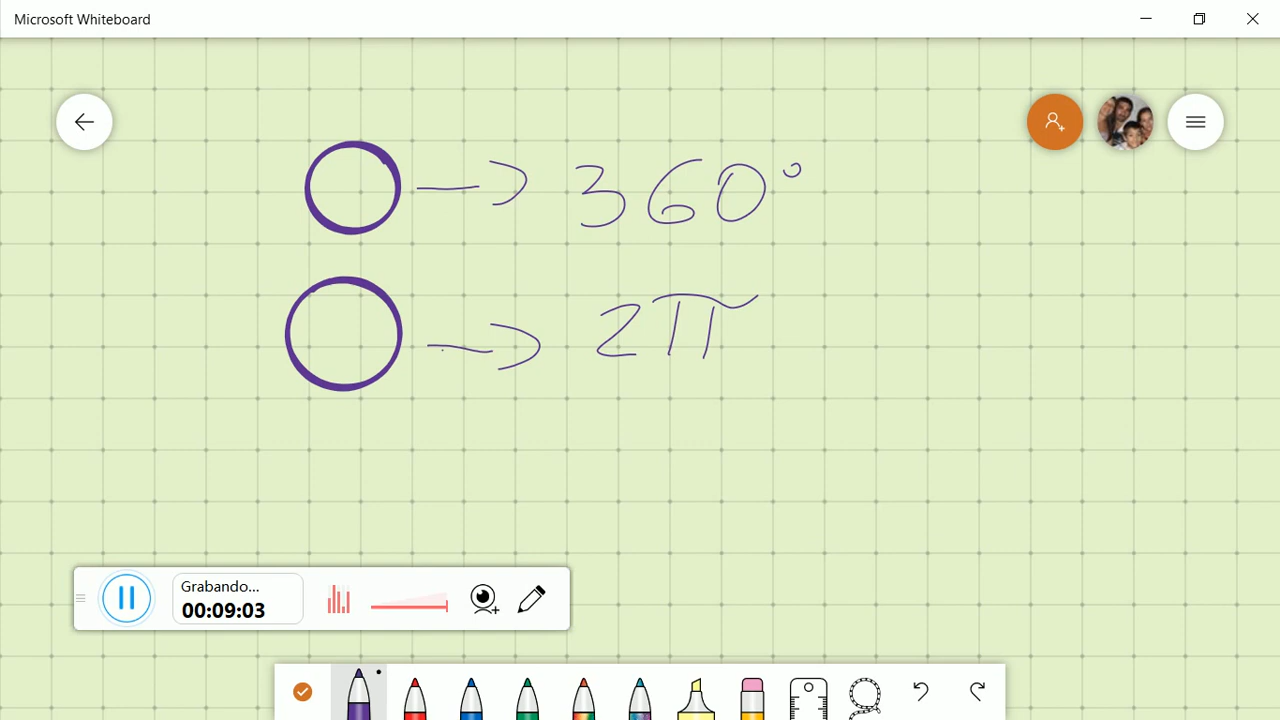 Microsoft Whiteboard
→ 360°
→ 2π
Grabando...
00:09:03